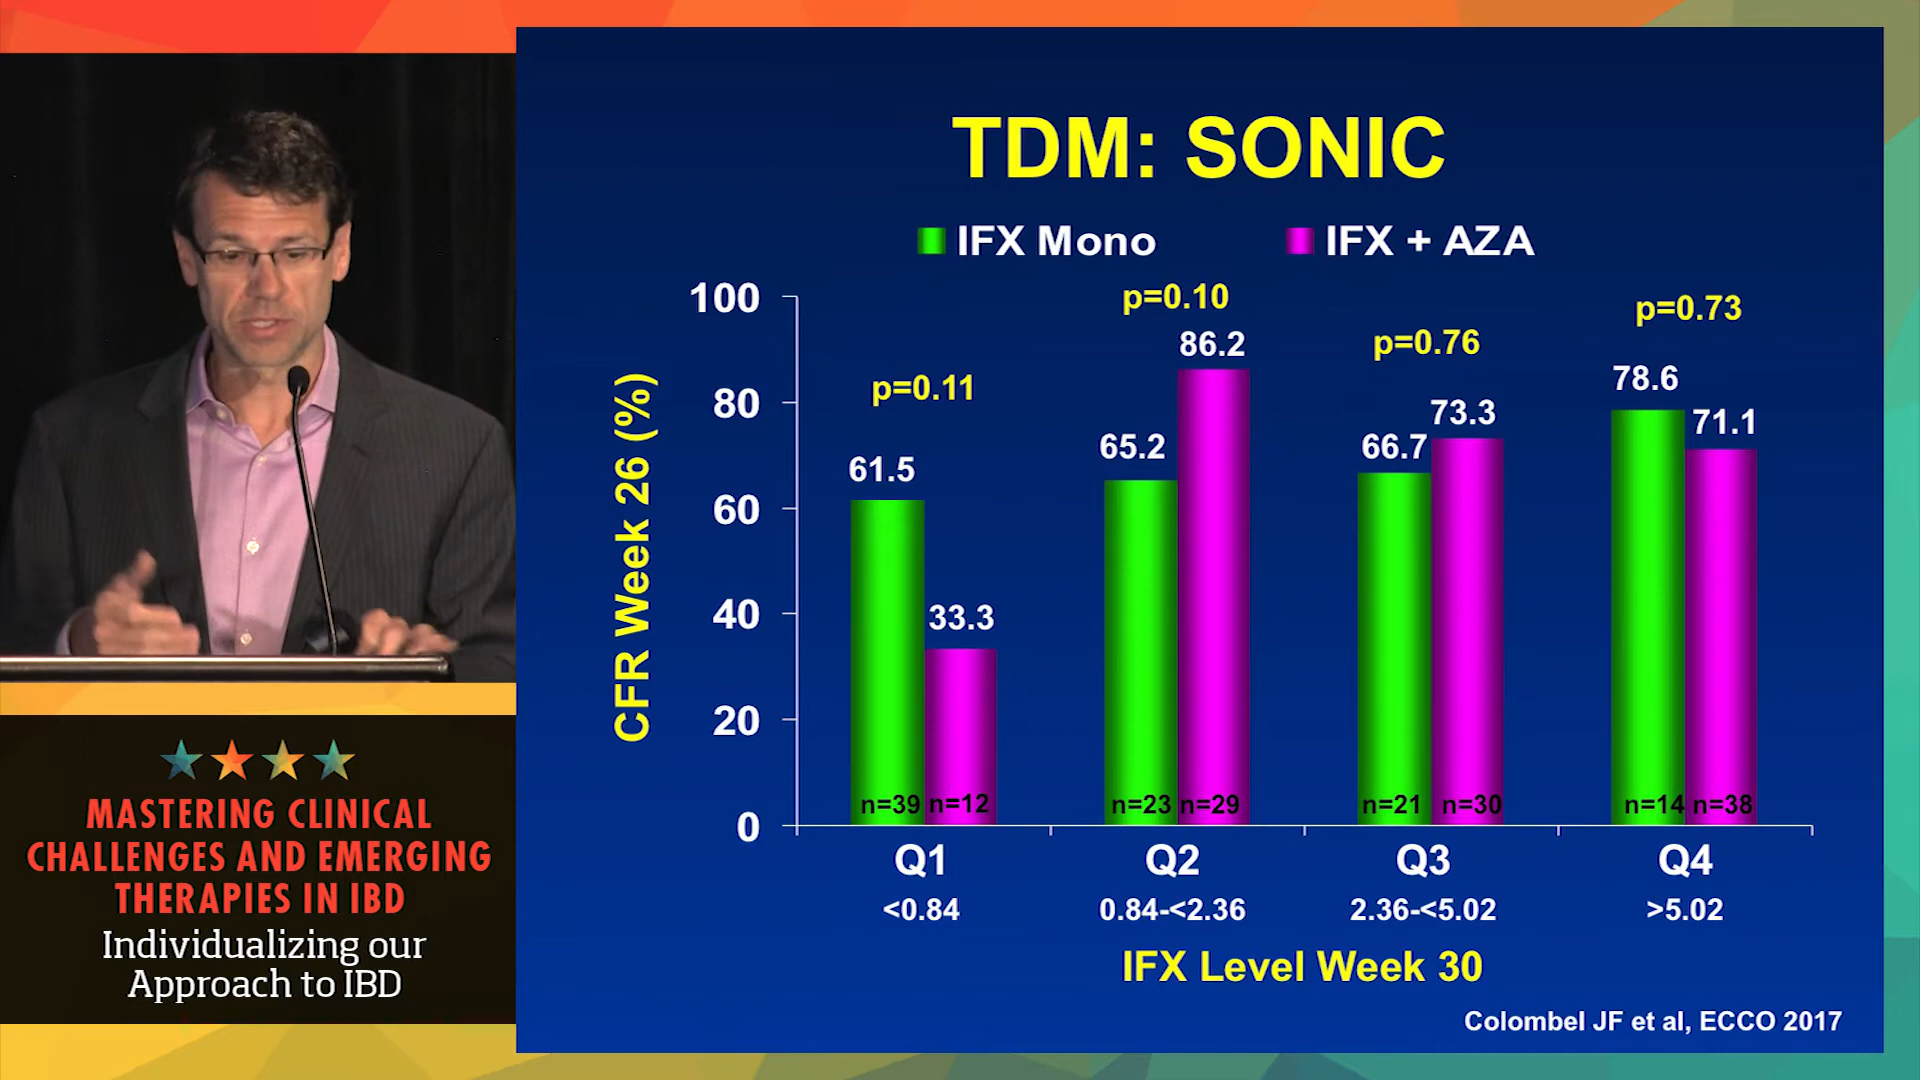 TDM: SONIC
IFX Mono
IFX + AZA
CFR Week 26 (%)
100
80
60
40
20
0
p=0.11
p=0.10
p=0.76
p=0.73
61.5
33.3
65.2
86.2
66.7
73.3
78.6
71.1
n=39 n=12
n=23 n=29
n=21 n=30
n=14 n=38
Q1
Q2
Q3
Q4
<0.84
0.84-<2.36
2.36-<5.02
>5.02
IFX Level Week 30
Colombel JF et al, ECCO 2017
MASTERING CLINICAL
CHALLENGES AND EMERGING
THERAPIES IN IBD
Individualizing our
Approach to IBD